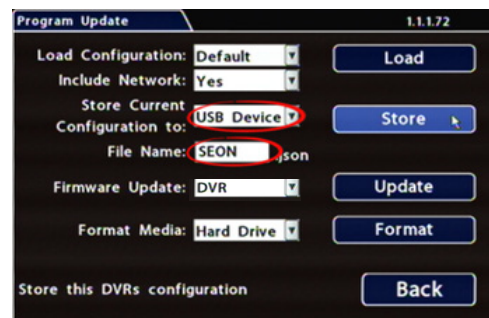 Program Update 1.1.1.72
Load Configuration: Default Load
Include Network: Yes
Store Current
Configuration to: USB Device Store
File Name: SEON .json
Firmware Update: DVR Update
Format Media: Hard Drive Format
Store this DVRs configuration Back